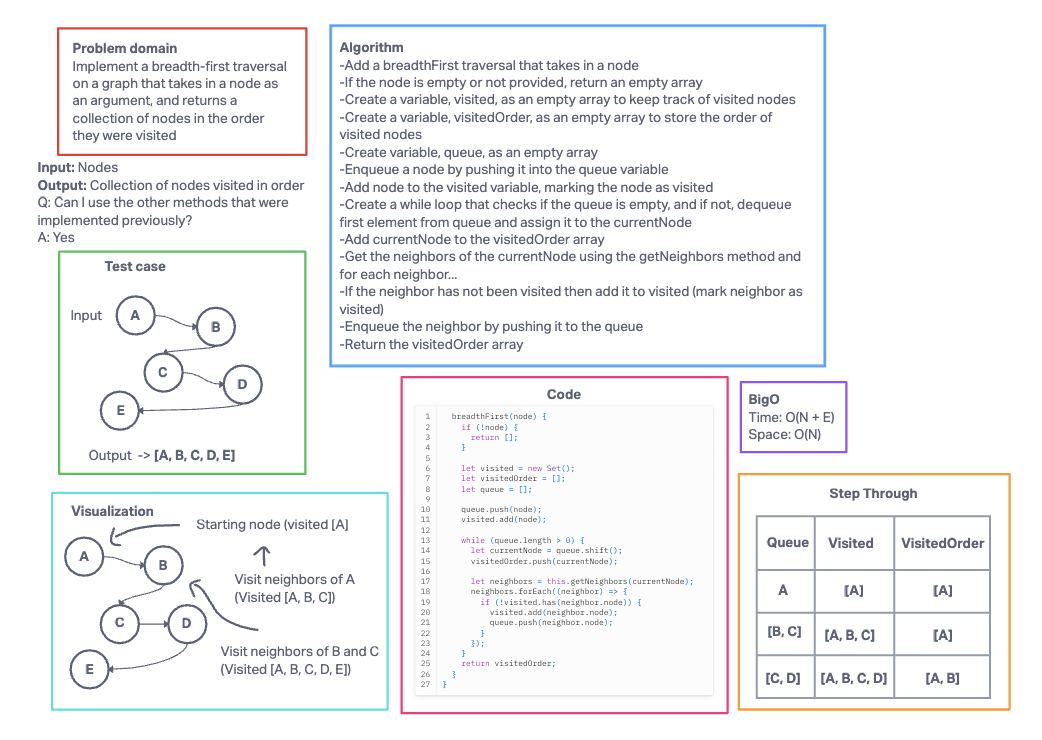 Problem domain
Implement a breadth-first traversal
on a graph that takes in a node as
an argument, and returns a
collection of nodes in the order
they were visited
Input: Nodes
Output: Collection of nodes visited in order
Q: Can I use the other methods that were
implemented previously?
A: Yes
Algorithm
-Add a breadthFirst traversal that takes in a node
-If the node is empty or not provided, return an empty array
-Create a variable, visited, as an empty array to keep track of visited nodes
-Create a variable, visitedOrder, as an empty array to store the order of
visited nodes
-Create variable, queue, as an empty array
-Enqueue a node by pushing it into the queue variable
-Add node to the visited variable, marking the node as visited
-Create a while loop that checks if the queue is empty, and if not, dequeue
first element from queue and assign it to the currentNode
-Add currentNode to the visitedOrder array
-Get the neighbors of the currentNode using the getNeighbors method and
for each neighbor...
-If the neighbor has not been visited then add it to visited (mark neighbor as
visited)
-Enqueue the neighbor by pushing it to the queue
-Return the visitedOrder array
Test case
Input
A
B
C
D
E
Output -> [A, B, C, D, E]
Visualization
Starting node (visited [A]
A
B
Visit neighbors of A
(Visited [A, B, C])
C
D
Visit neighbors of B and C
(Visited [A, B, C, D, E])
E
Code
1 breadthFirst(node) {
2 if (!node) {
3 return [];
4 }
5
6 let visited = new Set();
7 let visitedOrder = [];
8 let queue = [];
9
10 queue.push(node);
11 visited.add(node);
12
13 while (queue.length > 0) {
14 let currentNode = queue.shift();
15 visitedOrder.push(currentNode);
16
17 let neighbors = this.getNeighbors(currentNode);
18 neighbors.forEach((neighbor) => {
19 if (!visited.has(neighbor.node)) {
20 visited.add(neighbor.node);
21 queue.push(neighbor.node);
22 }
23 });
24 }
25 return visitedOrder;
26 }
27 }
BigO
Time: O(N + E)
Space: O(N)
Step Through
Queue Visited VisitedOrder
A [A] [A]
[B, C] [A, B, C] [A]
[C, D] [A, B, C, D] [A, B]